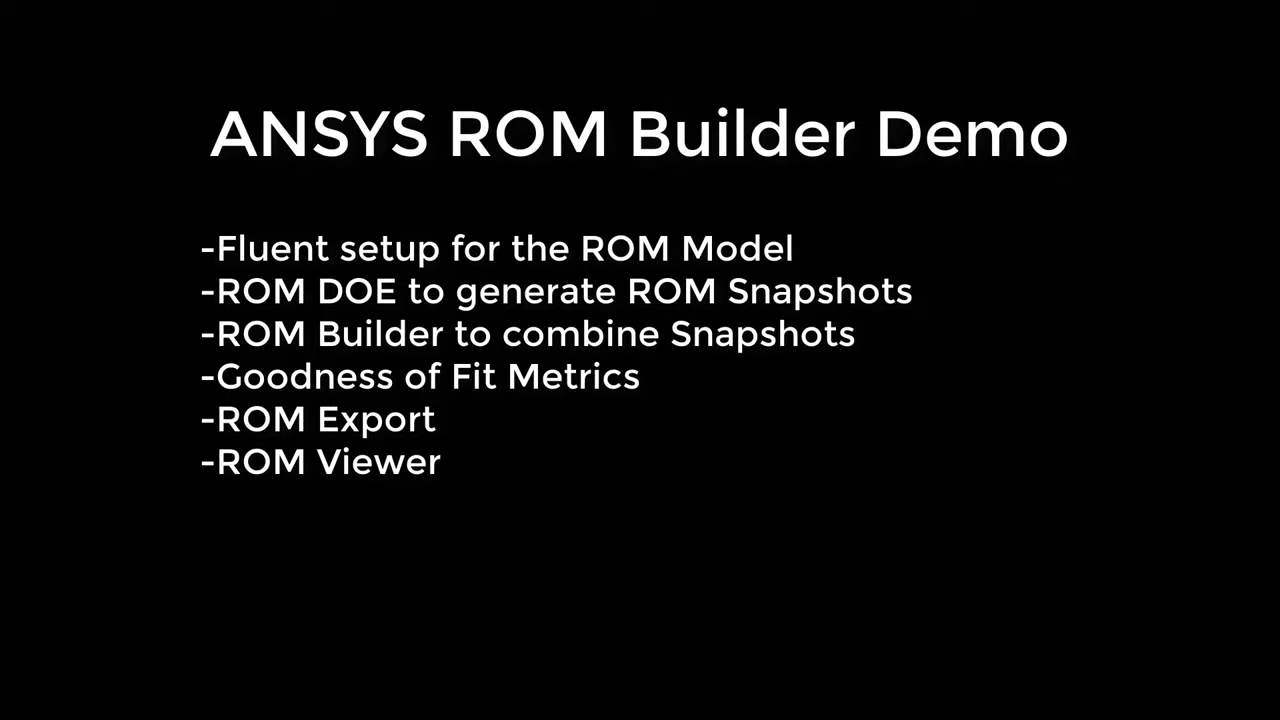 ANSYS ROM Builder Demo
-Fluent setup for the ROM Model
-ROM DOE to generate ROM Snapshots
-ROM Builder to combine Snapshots
-Goodness of Fit Metrics
-ROM Export
-ROM Viewer